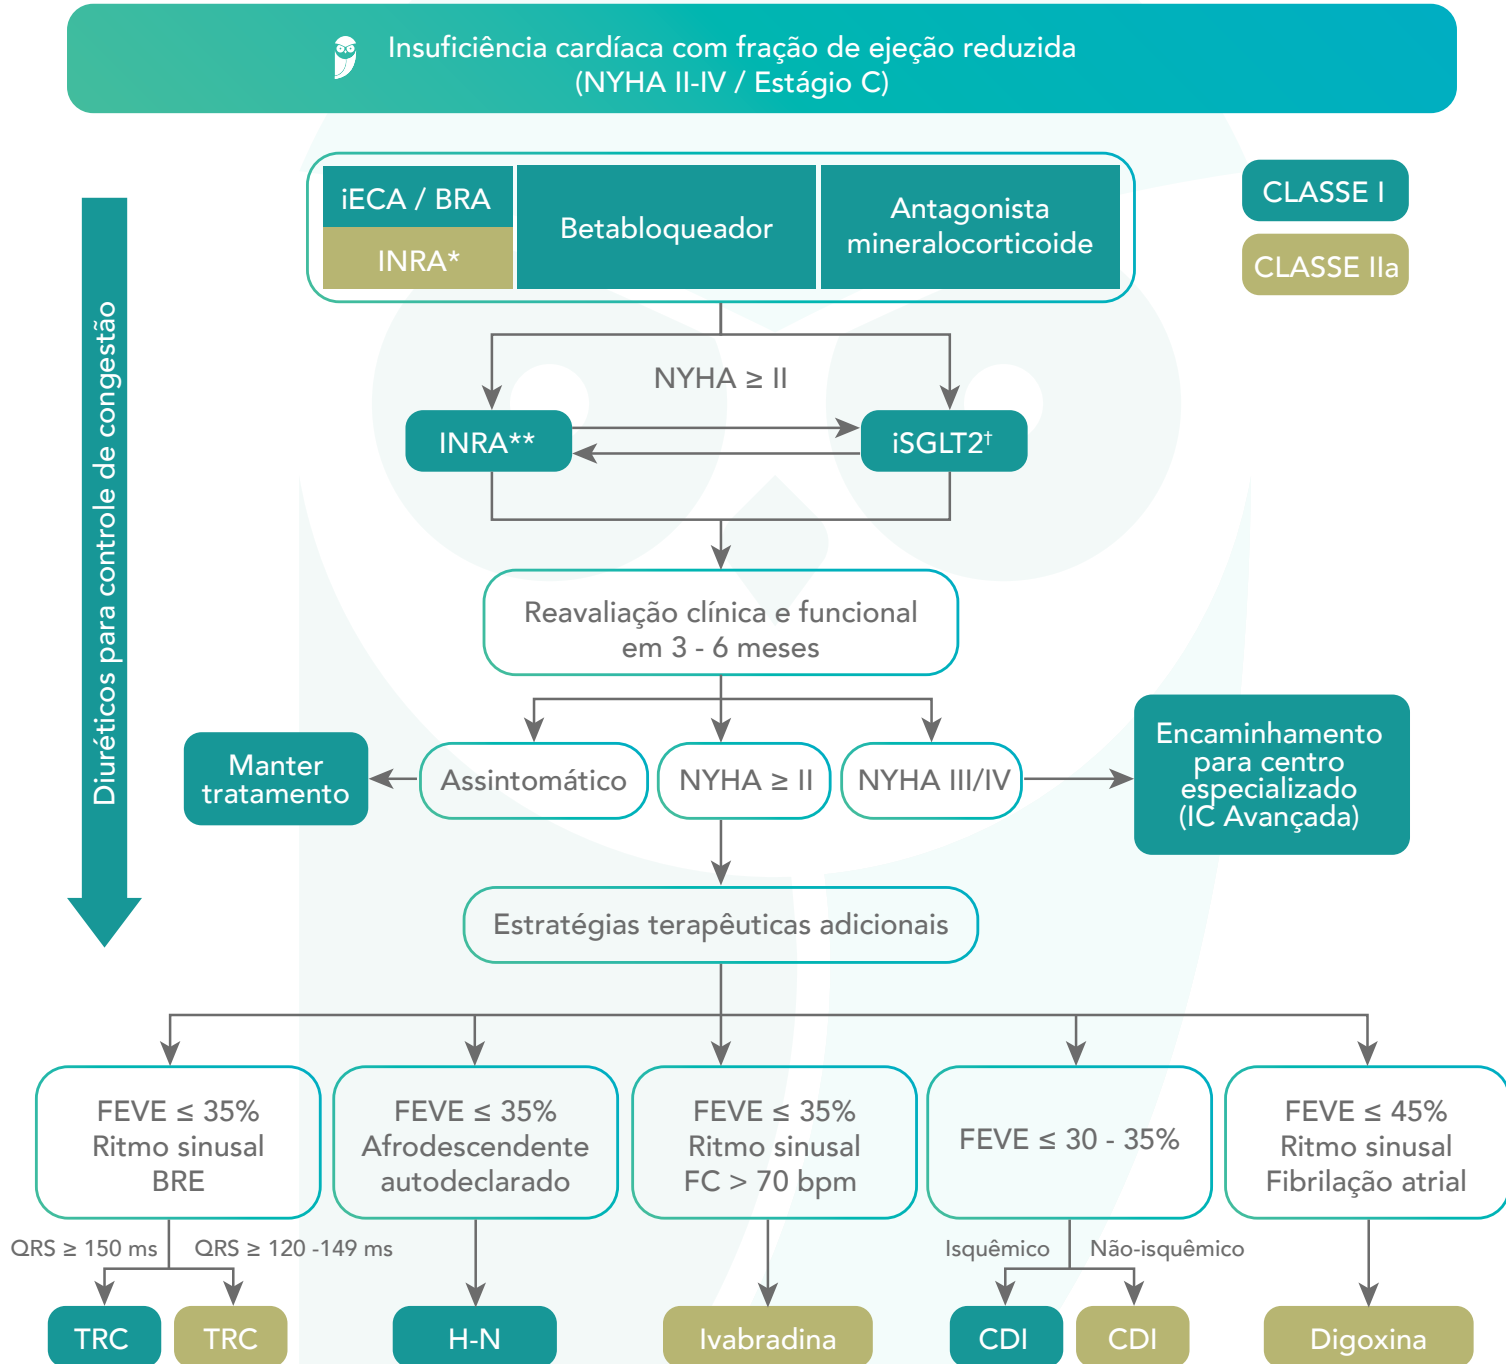 Insuficiência cardíaca com fração de ejeção reduzida
(NYHA II-IV / Estágio C)
iECA / BRA
INRA*
Betabloqueador
Antagonista
mineralocorticoide
CLASSE I
CLASSE IIa
Diuréticos para controle de congestão
NYHA ≥ II
INRA**
iSGLT2†
Reavaliação clínica e funcional
em 3 - 6 meses
Manter
tratamento
Assintomático
NYHA ≥ II
NYHA III/IV
Encaminhamento
para centro
especializado
(IC Avançada)
Estratégias terapêuticas adicionais
FEVE ≤ 35%
Ritmo sinusal
BRE
FEVE ≤ 35%
Afrodescendente
autodeclarado
FEVE ≤ 35%
Ritmo sinusal
FC > 70 bpm
FEVE ≤ 30 - 35%
FEVE ≤ 45%
Ritmo sinusal
Fibrilação atrial
QRS ≥ 150 ms
QRS ≥ 120 -149 ms
Isquêmico
Não-isquêmico
TRC
TRC
H-N
Ivabradina
CDI
CDI
Digoxina